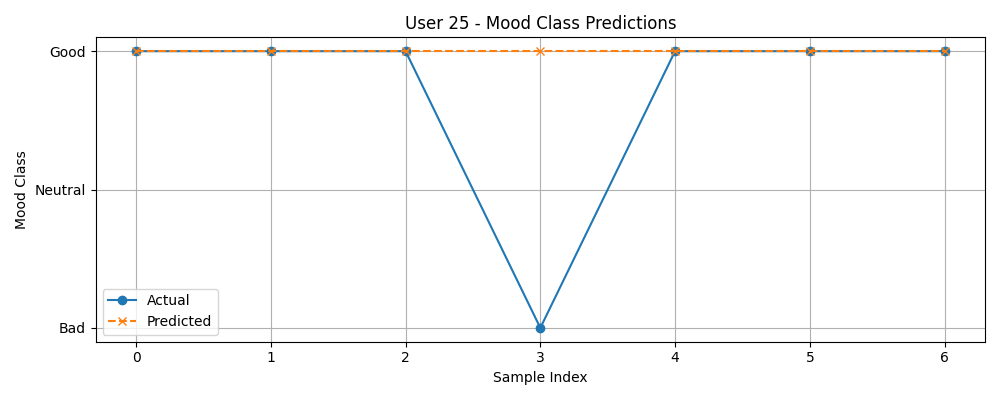 User 25 - Mood Class Predictions
Mood Class
Good
Neutral
Bad
Actual
Predicted
0 1 2 3 4 5 6
Sample Index